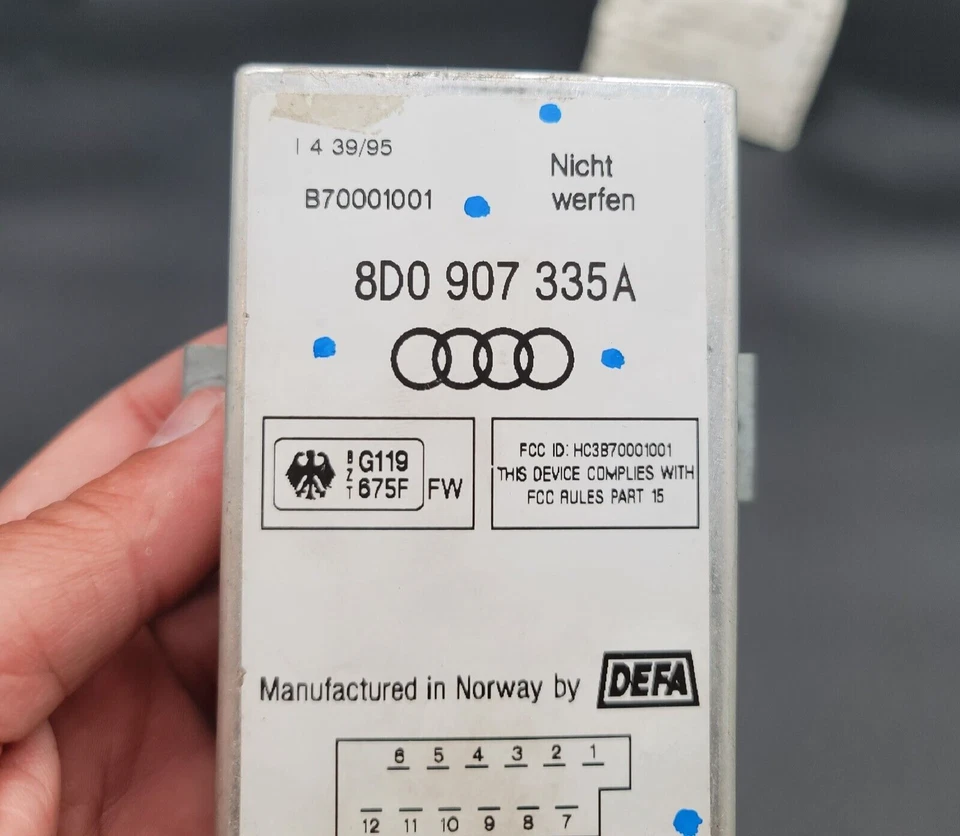 I 4 39/95
Nicht
werfen
B70001001
8D0 907 335A
BZT G119
675F FW
FCC ID: HC3B70001001
THIS DEVICE COMPLIES WITH
FCC RULES PART 15
Manufactured in Norway by DEFA
6 5 4 3 2 1
12 11 10 9 8 7